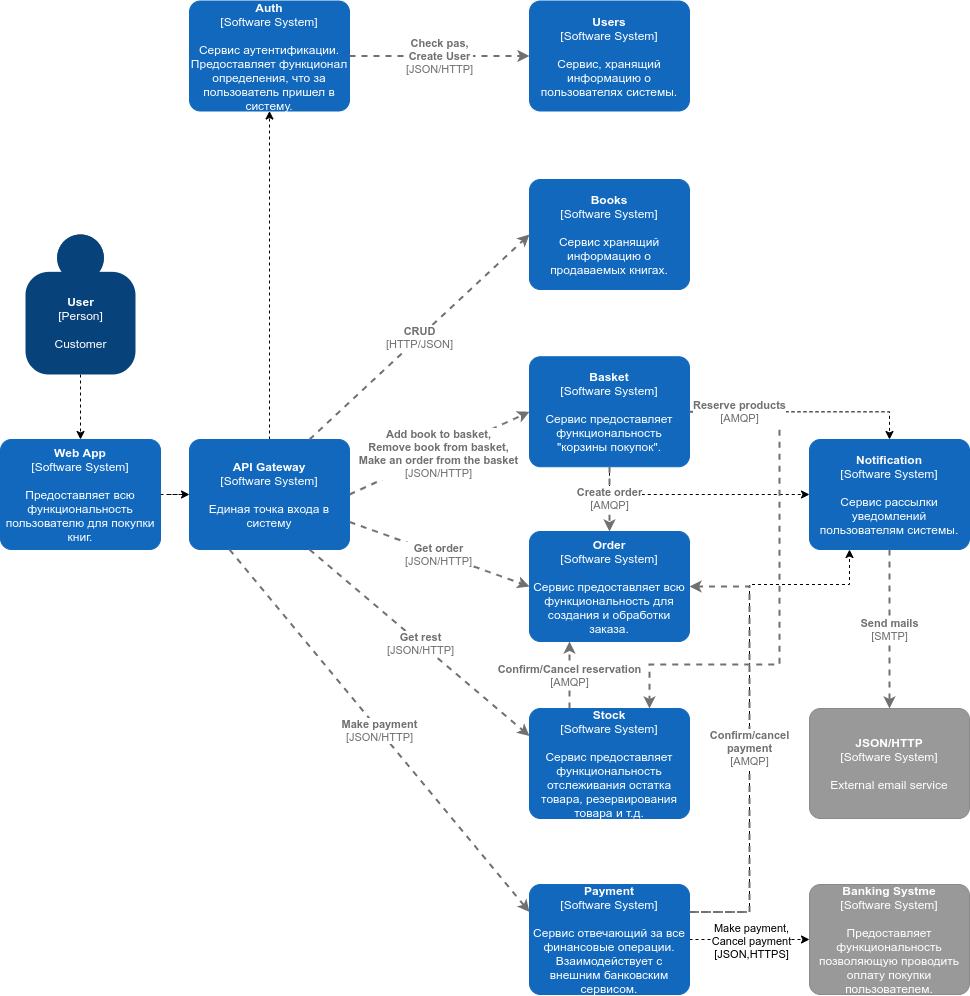 Auth
[Software System]
Сервис аутентификации.
Предоставляет функционал
определения, что за
пользователь пришел в
систему.
Check pas,
Create User
[JSON/HTTP]
Users
[Software System]
Сервис, хранящий
информацию о
пользователях системы.
Books
[Software System]
Сервис хранящий
информацию о
продаваемых книгах.
User
[Person]
Customer
CRUD
[HTTP/JSON]
Basket
[Software System]
Сервис предоставляет
функциональность
"корзины покупок".
Reserve products
[AMQP]
Web App
[Software System]
Предоставляет всю
функциональность
пользователю для покупки
книг.
API Gateway
[Software System]
Единая точка входа в
систему
Add book to basket,
Remove book from basket,
Make an order from the basket
[JSON/HTTP]
Notification
[Software System]
Сервис рассылки
уведомлений
пользователям системы.
Create order
[AMQP]
Get order
[JSON/HTTP]
Order
[Software System]
Сервис предоставляет всю
функциональность для
создания и обработки
заказа.
Get rest
[JSON/HTTP]
Send mails
[SMTP]
Confirm/Cancel reservation
[AMQP]
Make payment
[JSON/HTTP]
Stock
[Software System]
Сервис предоставляет
функциональность
отслеживания остатка
товара, резервирования
товара и т.д.
Confirm/cancel
payment
[AMQP]
JSON/HTTP
[Software System]
External email service
Payment
[Software System]
Сервис отвечающий за все
финансовые операции.
Взаимодействует с
внешним банковским
сервисом.
Make payment,
Cancel payment
[JSON,HTTPS]
Banking Systme
[Software System]
Предоставляет
функциональность
позволяющую проводить
оплату покупки
пользователем.